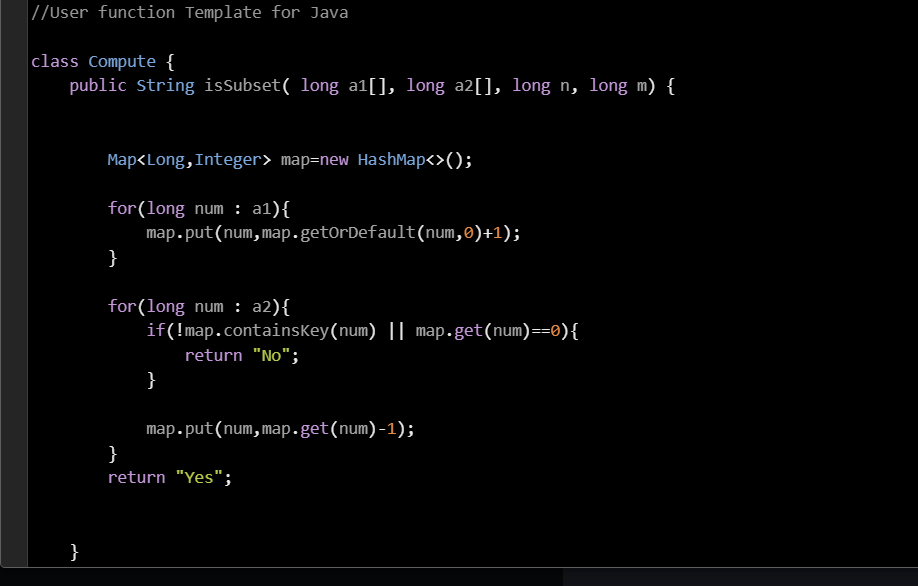 //User function Template for Java
class Compute {
    public String isSubset( long a1[], long a2[], long n, long m) {
        Map<Long,Integer> map=new HashMap<>();
        for(long num : a1){
            map.put(num,map.getOrDefault(num,0)+1);
        }
        for(long num : a2){
            if(!map.containsKey(num) || map.get(num)==0){
                return "No";
            }
            map.put(num,map.get(num)-1);
        }
        return "Yes";
    }